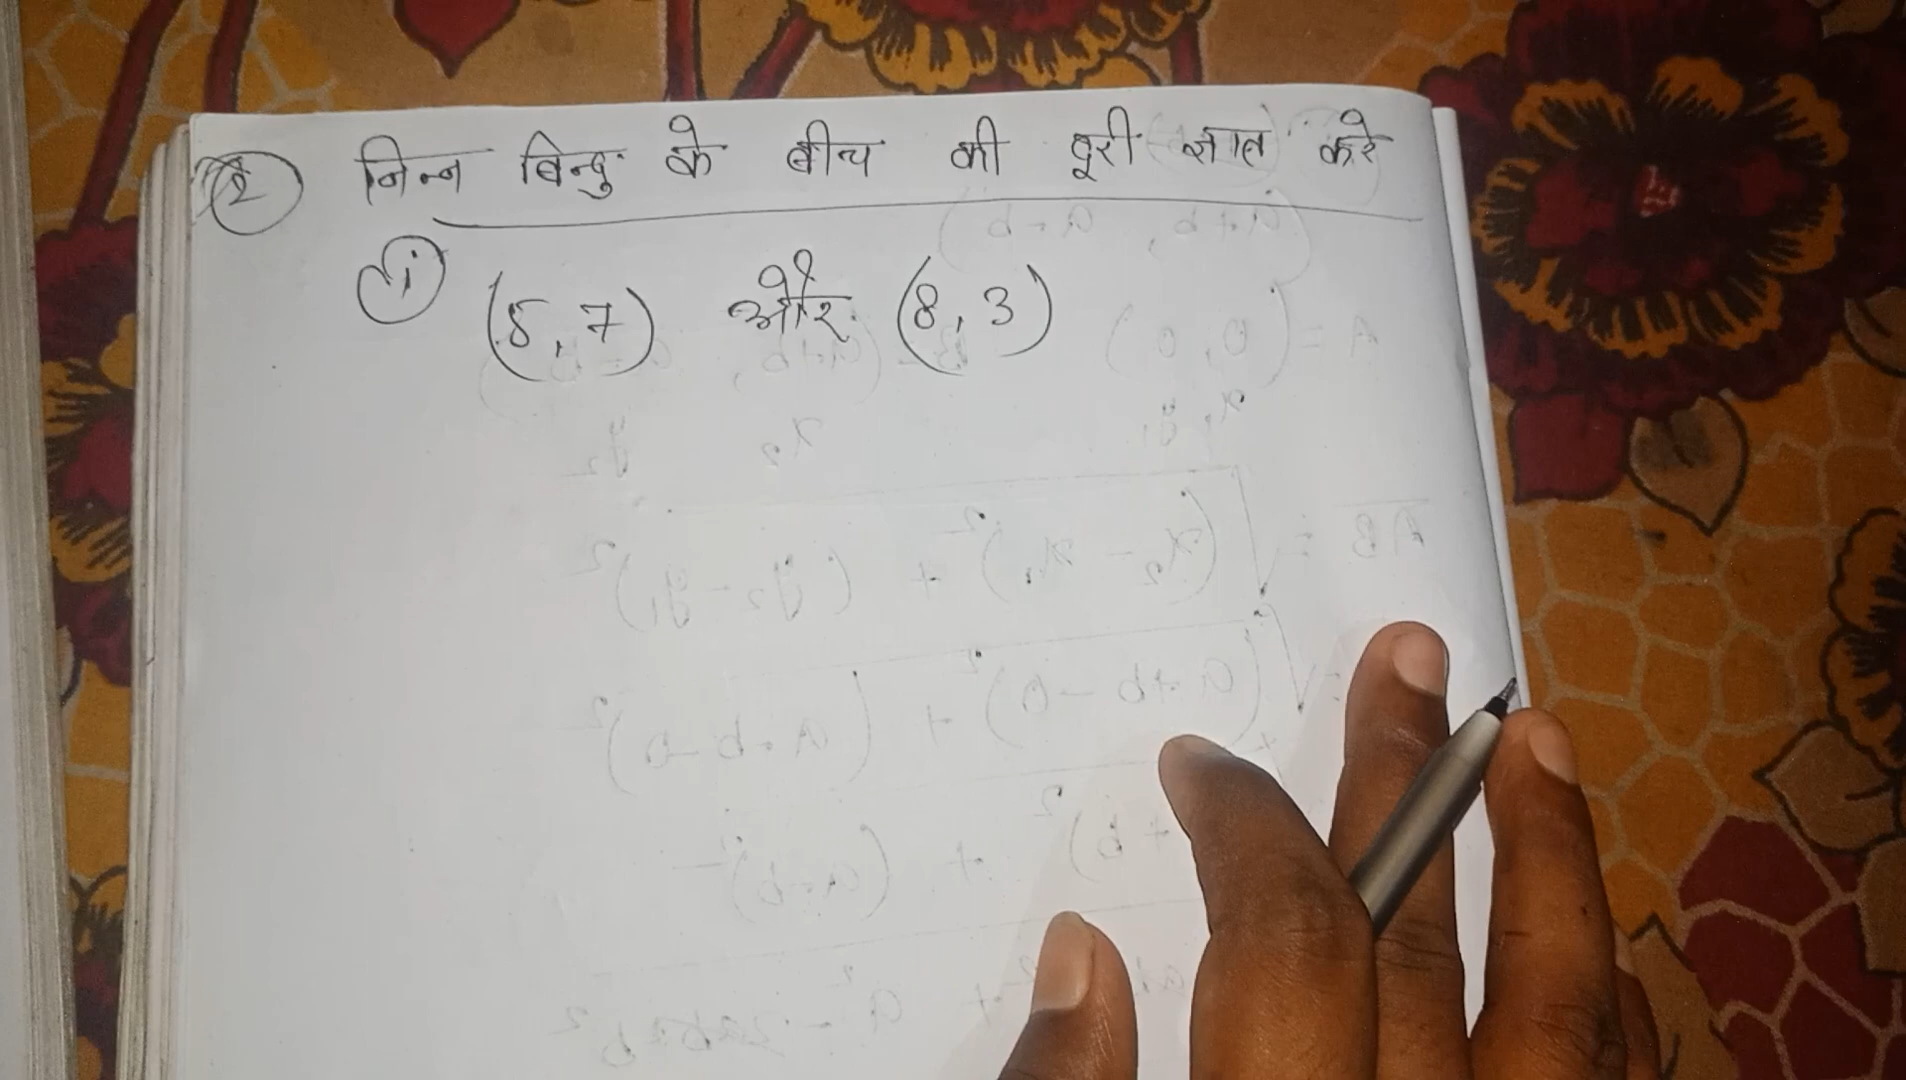 ② निन्न बिन्दु के बीच की दूरी ज्ञात करे
(i) (5, 7) और (8, 3)